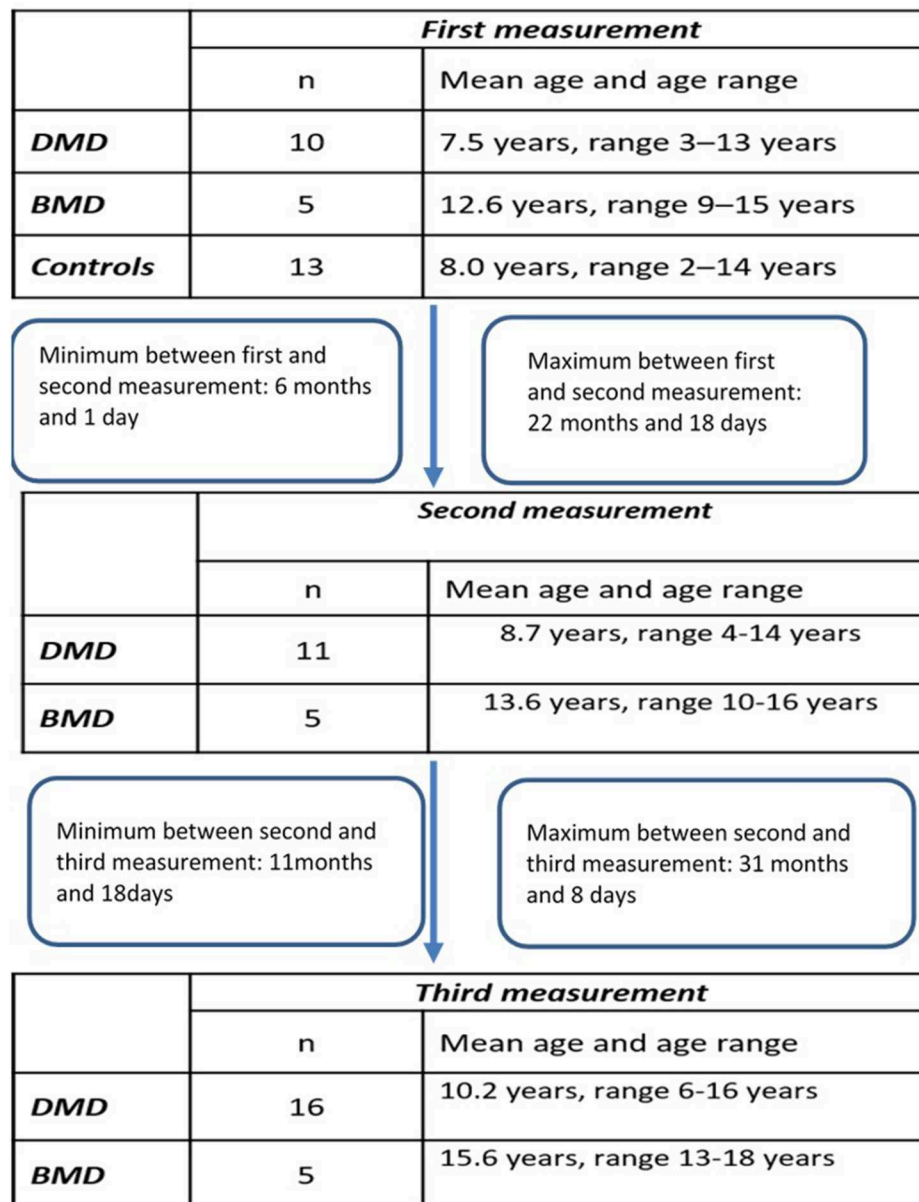 First measurement
n Mean age and age range
DMD 10 7.5 years, range 3–13 years
BMD 5 12.6 years, range 9–15 years
Controls 13 8.0 years, range 2–14 years
Minimum between first and
second measurement: 6 months
and 1 day
Maximum between first
and second measurement:
22 months and 18 days
Second measurement
n Mean age and age range
DMD 11 8.7 years, range 4-14 years
BMD 5 13.6 years, range 10-16 years
Minimum between second and
third measurement: 11months
and 18days
Maximum between second and
third measurement: 31 months
and 8 days
Third measurement
n Mean age and age range
DMD 16 10.2 years, range 6-16 years
BMD 5 15.6 years, range 13-18 years